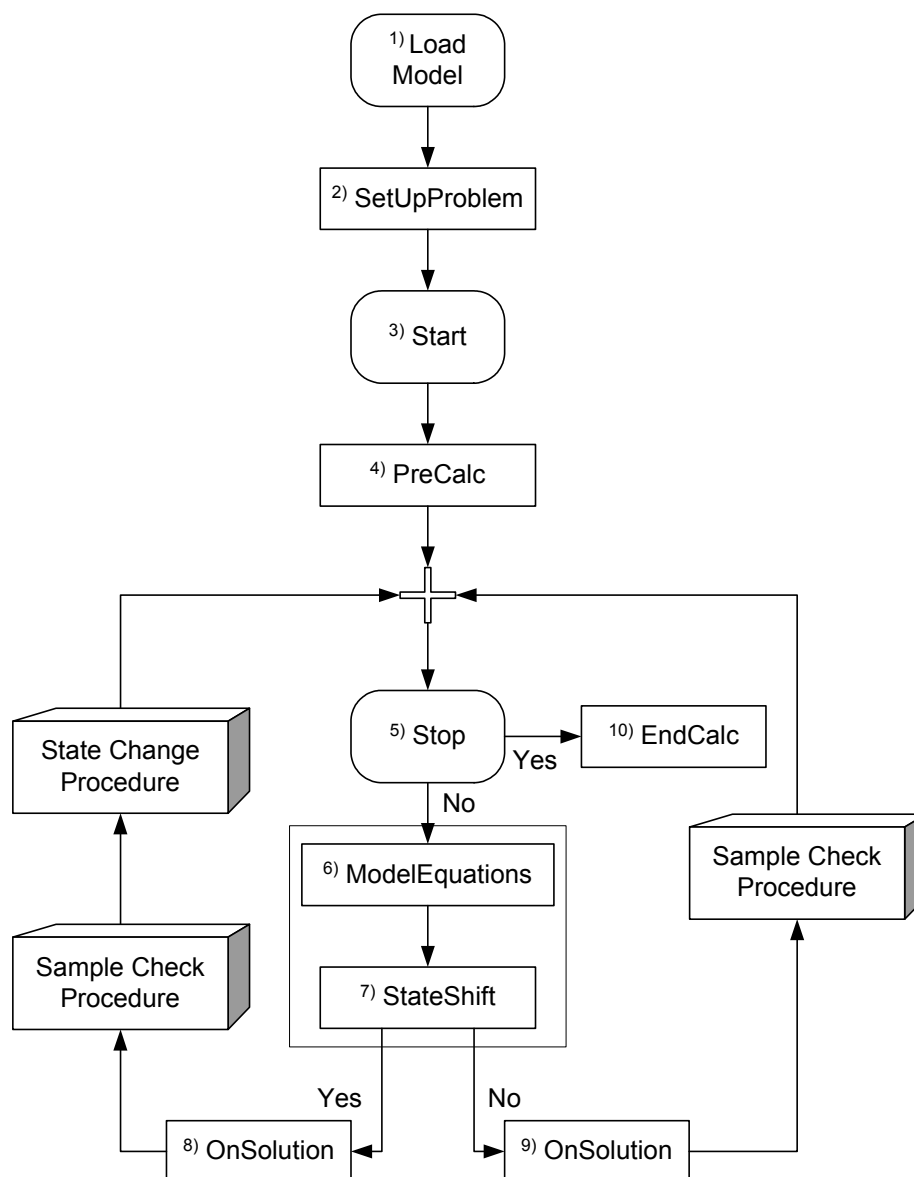 1) Load
Model
2) SetUpProblem
3) Start
4) PreCalc
5) Stop
Yes
10) EndCalc
No
State Change
Procedure
6) ModelEquations
Sample Check
Procedure
Sample Check
Procedure
7) StateShift
Yes
No
8) OnSolution
9) OnSolution